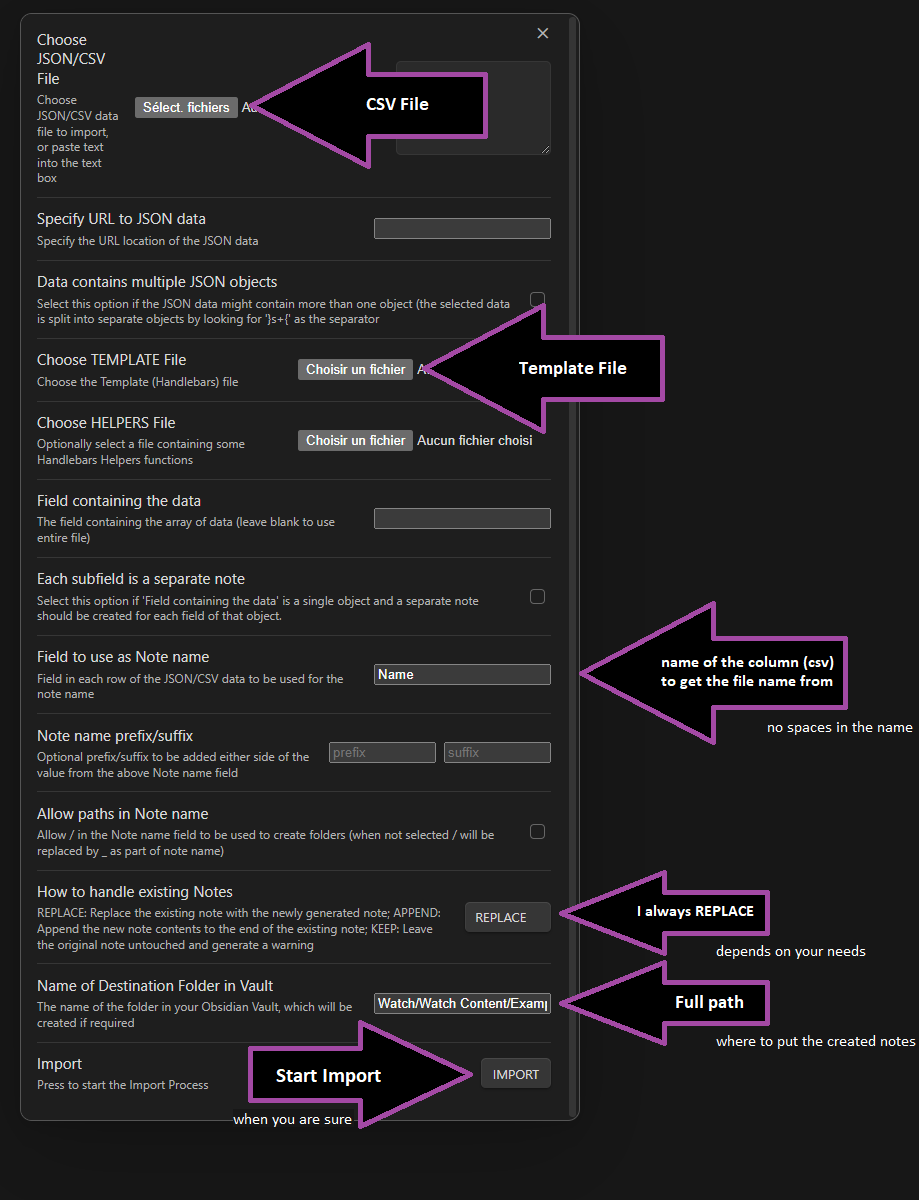 Choose
JSON/CSV
File
Choose
JSON/CSV data
file to import,
or paste text
into the text
box
Sélect. fichiers
CSV File
Specify URL to JSON data
Specify the URL location of the JSON data
Data contains multiple JSON objects
Select this option if the JSON data might contain more than one object (the selected data
is split into separate objects by looking for '}s+{' as the separator
Choose TEMPLATE File
Choose the Template (Handlebars) file
Choisir un fichier
Template File
Choose HELPERS File
Optionally select a file containing some
Handlebars Helpers functions
Choisir un fichier Aucun fichier choisi
Field containing the data
The field containing the array of data (leave blank to use
entire file)
Each subfield is a separate note
Select this option if 'Field containing the data' is a single object and a separate note
should be created for each field of that object.
Field to use as Note name
Field in each row of the JSON/CSV data to be used for the
note name
Name
name of the column (csv)
to get the file name from
no spaces in the name
Note name prefix/suffix
Optional prefix/suffix to be added either side of the
value from the above Note name field
prefix suffix
Allow paths in Note name
Allow / in the Note name field to be used to create folders (when not selected / will be
replaced by _ as part of note name)
How to handle existing Notes
REPLACE: Replace the existing note with the newly generated note; APPEND:
Append the new note contents to the end of the existing note; KEEP: Leave
the original note untouched and generate a warning
REPLACE
I always REPLACE
depends on your needs
Name of Destination Folder in Vault
The name of the folder in your Obsidian Vault, which will be
created if required
Watch/Watch Content/Examp
Full path
where to put the created notes
Import
Press to start the Import Process
Start Import
IMPORT
when you are sure